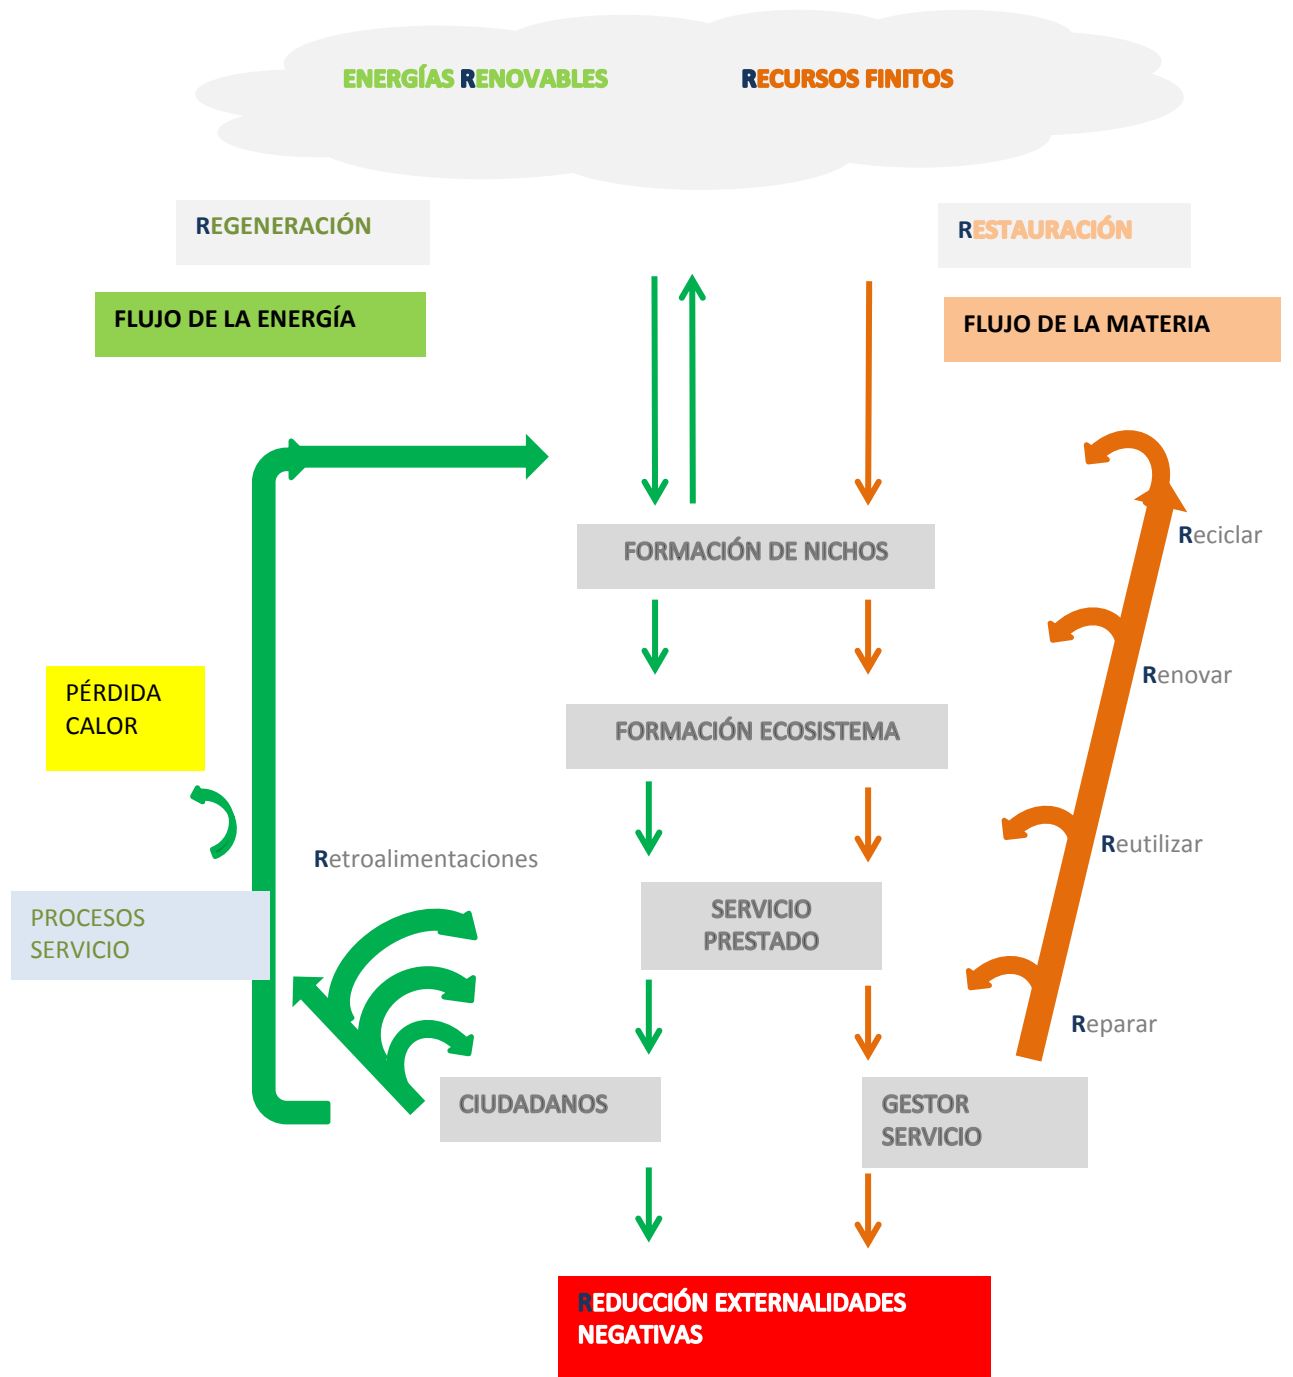 ENERGÍAS RENOVABLES
RECURSOS FINITOS
REGENERACIÓN
RESTAURACIÓN
FLUJO DE LA ENERGÍA
FLUJO DE LA MATERIA
Reciclar
FORMACIÓN DE NICHOS
Renovar
PÉRDIDA
CALOR
FORMACIÓN ECOSISTEMA
Retroalimentaciones
Reutilizar
PROCESOS
SERVICIO
SERVICIO
PRESTADO
Reparar
CIUDADANOS
GESTOR
SERVICIO
REDUCCIÓN EXTERNALIDADES
NEGATIVAS